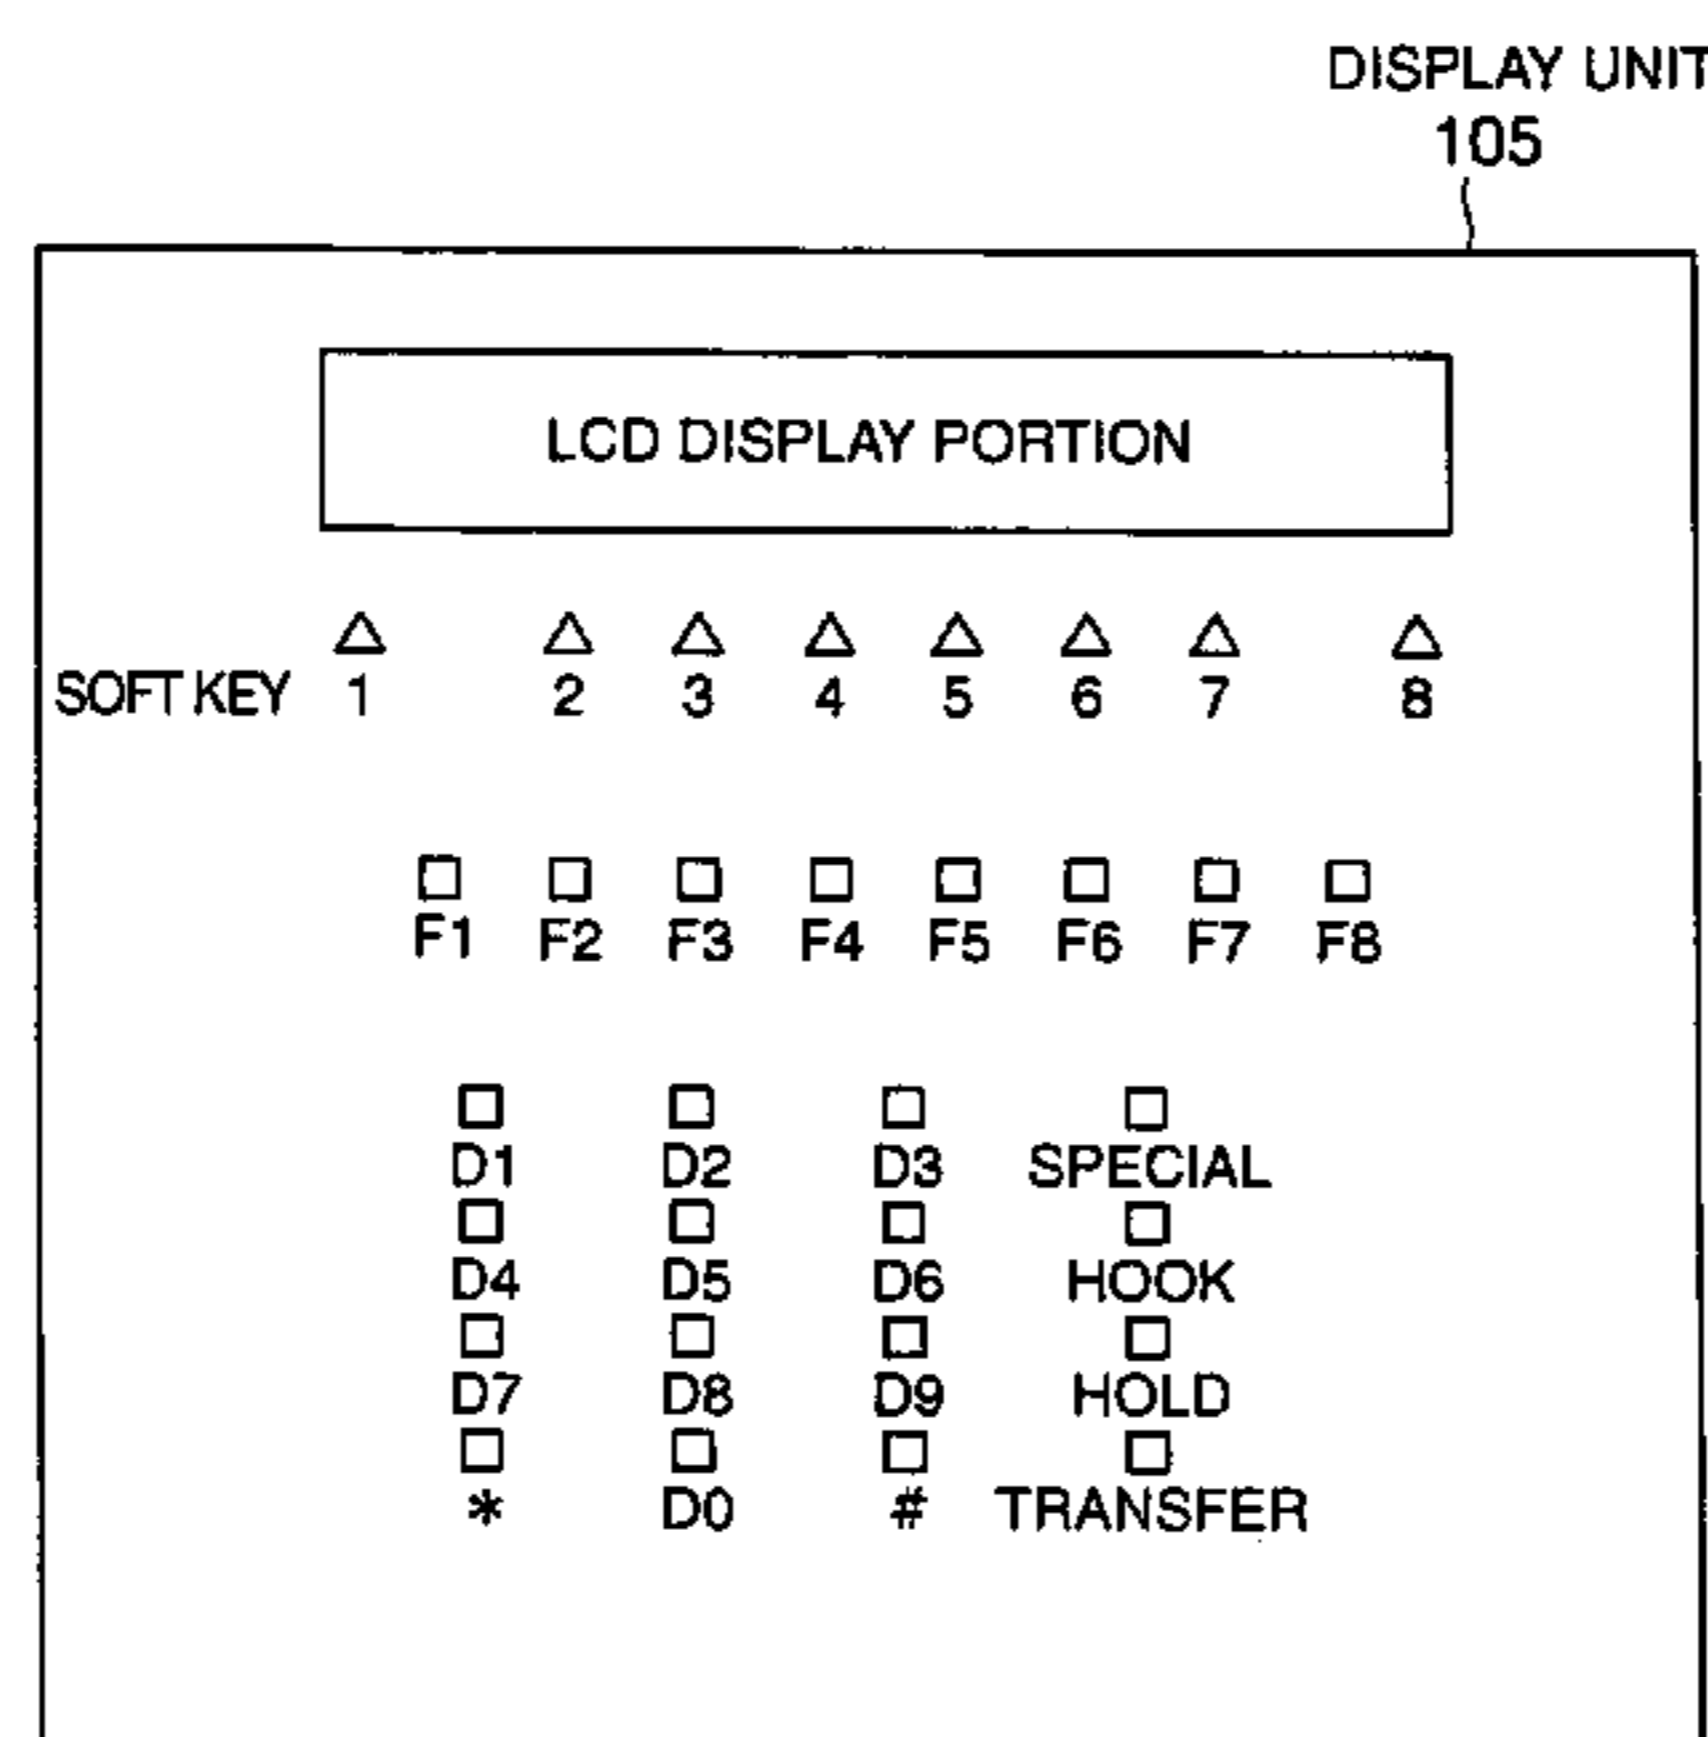 DISPLAY UNIT
105
LCD DISPLAY PORTION
SOFT KEY 1 2 3 4 5 6 7 8
F1 F2 F3 F4 F5 F6 F7 F8
D1 D2 D3 SPECIAL
D4 D5 D6 HOOK
D7 D8 D9 HOLD
* D0 # TRANSFER